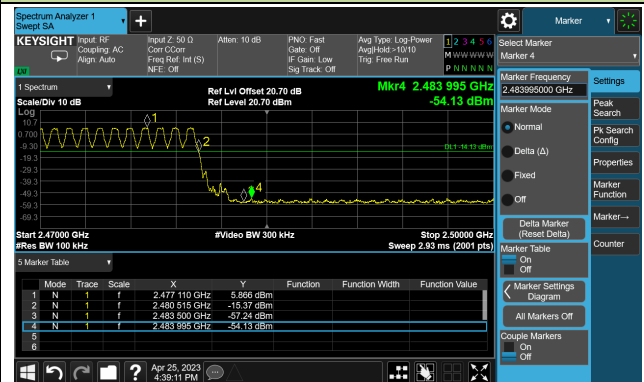 Spectrum Analyzer 1
Swept SA
Marker
KEYSIGHT
Input: RF
Coupling: AC
Align: Auto
Input Z: 50 Ω
Corr CCorr
Freq Ref: Int (S)
NFE: Off
Atten: 10 dB
PNO: Fast
Gate: Off
IF Gain: Low
Sig Track: Off
Avg Type: Log-Power
Avg|Hold:>10/10
Trig: Free Run
1 2 3 4 5 6
M W W W W W
P N N N N N
LXI
1 Spectrum
Scale/Div 10 dB
Ref Lvl Offset 20.70 dB
Ref Level 20.70 dBm
Mkr4 2.483 995 GHz
-54.13 dBm
Log
10.7
0.700
-9.30
-19.3
-29.3
-39.3
-49.3
-59.3
-69.3
1
2
4
DL1 -14.13 dBm
Start 2.47000 GHz
#Res BW 100 kHz
#Video BW 300 kHz
Stop 2.50000 GHz
Sweep 2.93 ms (2001 pts)
5 Marker Table
Mode Trace Scale X Y Function Function Width Function Value
1 N 1 f 2.477 110 GHz 5.866 dBm
2 N 1 f 2.480 515 GHz -15.37 dBm
3 N 1 f 2.483 500 GHz -57.24 dBm
4 N 1 f 2.483 995 GHz -54.13 dBm
5
6
Apr 25, 2023
4:39:11 PM
Select Marker
Marker 4
Marker Frequency
2.483995000 GHz
Marker Mode
Normal
Delta (Δ)
Fixed
Off
Delta Marker
(Reset Delta)
Marker Table
On
Off
Marker Settings
Diagram
All Markers Off
Couple Markers
On
Off
Settings
Peak
Search
Pk Search
Config
Properties
Marker
Function
Marker→
Counter